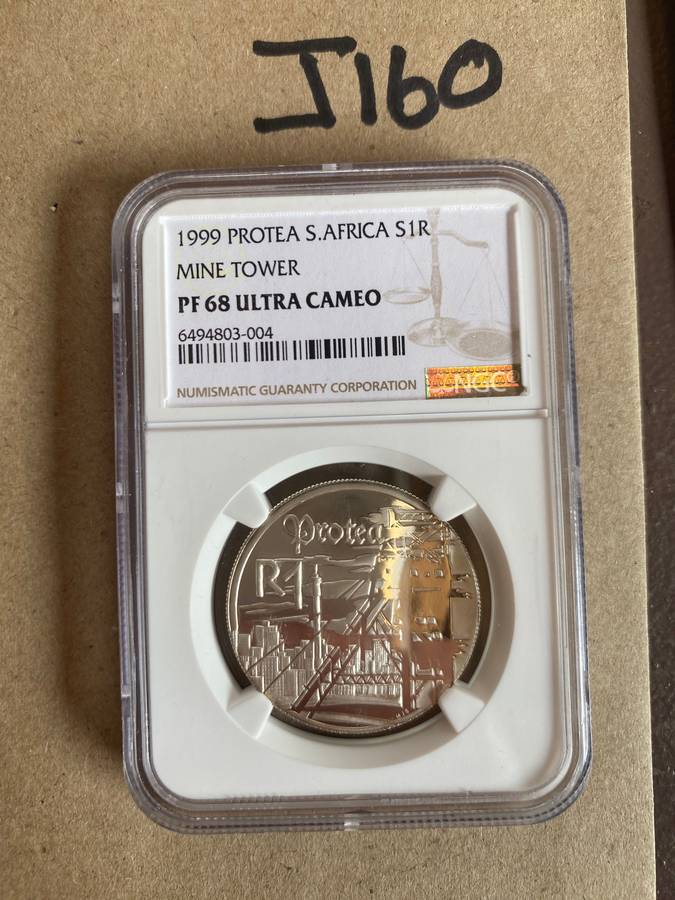 J160
1999 PROTEA S.AFRICA S1R
MINE TOWER
PF 68 ULTRA CAMEO
6494803-004
NUMISMATIC GUARANTY CORPORATION
NGC
Protea
R1